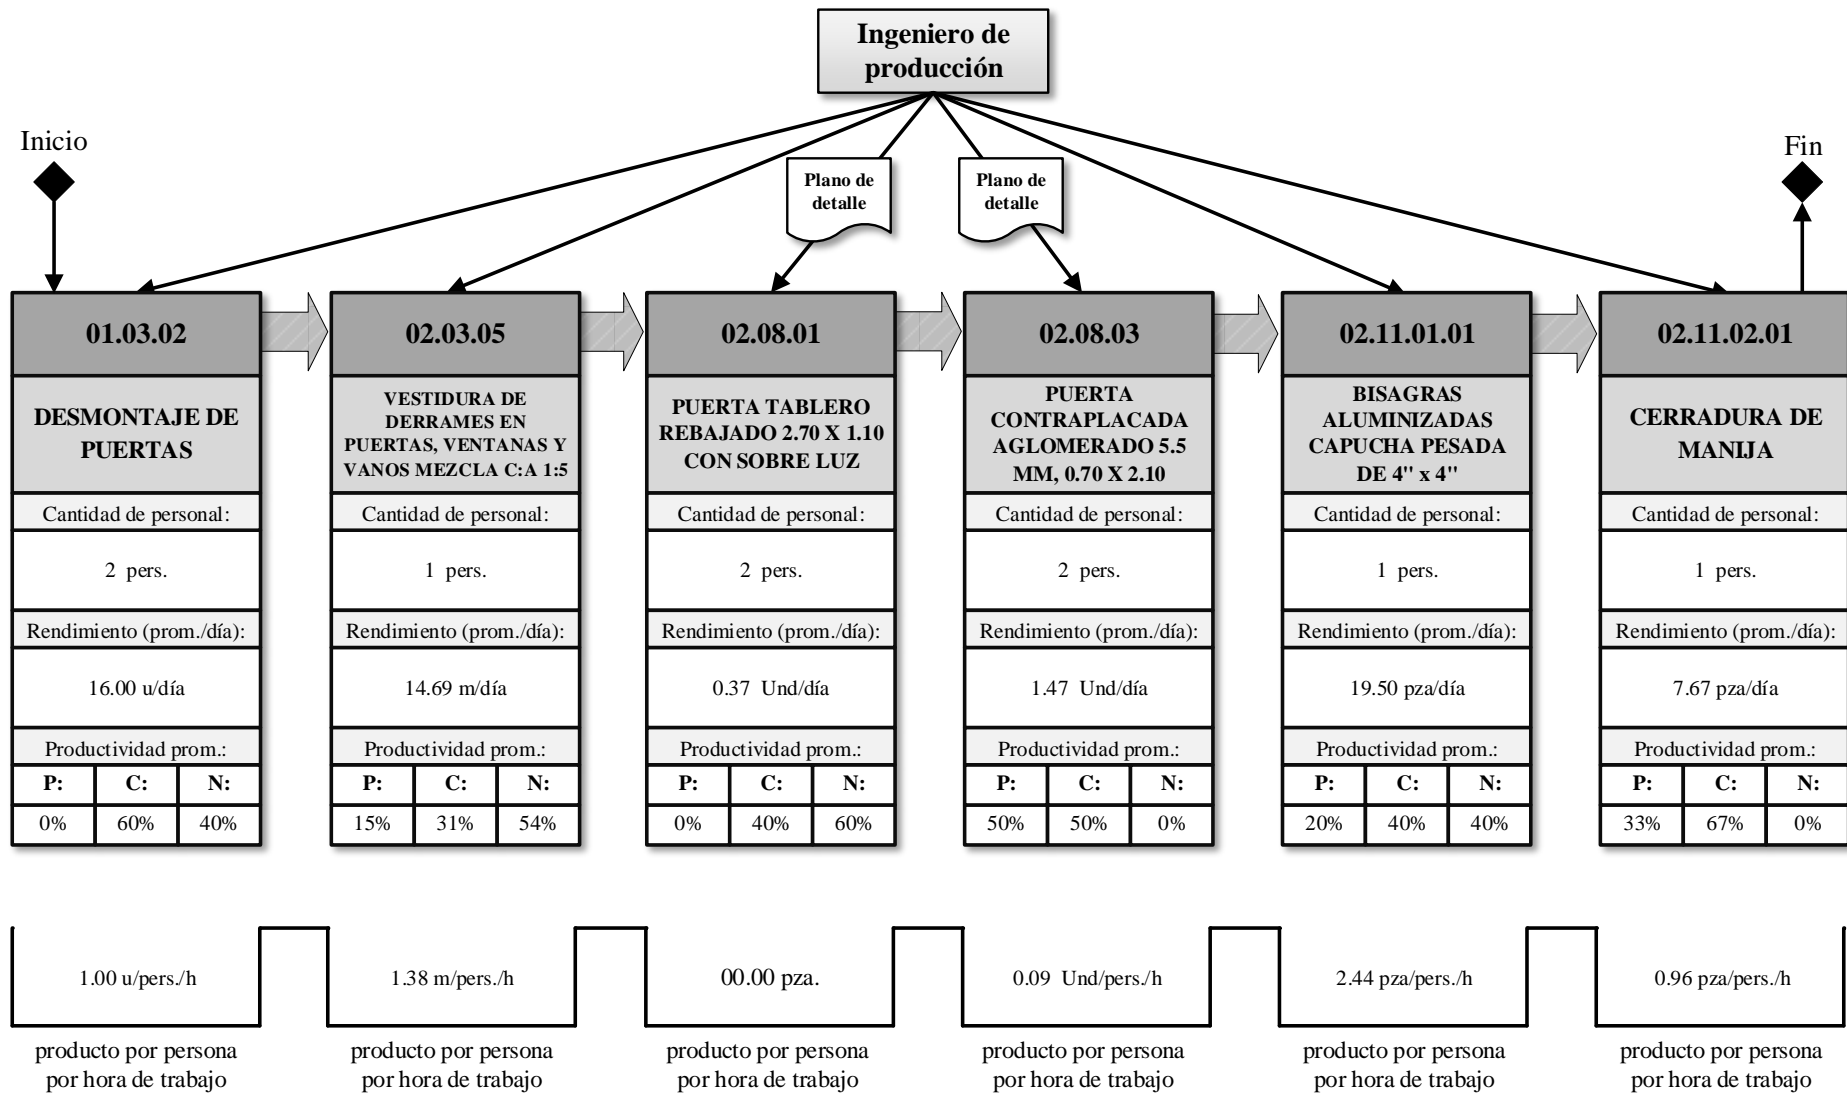 Ingeniero de
producción
Inicio
Fin
Plano de
detalle
Plano de
detalle
01.03.02
DESMONTAJE DE
PUERTAS
Cantidad de personal:
2 pers.
Rendimiento (prom./día):
16.00 u/día
Productividad prom.:
P: C: N:
0% 60% 40%
02.03.05
VESTIDURA DE
DERRAMES EN
PUERTAS, VENTANAS Y
VANOS MEZCLA C:A 1:5
Cantidad de personal:
1 pers.
Rendimiento (prom./día):
14.69 m/día
Productividad prom.:
P: C: N:
15% 31% 54%
02.08.01
PUERTA TABLERO
REBAJADO 2.70 X 1.10
CON SOBRE LUZ
Cantidad de personal:
2 pers.
Rendimiento (prom./día):
0.37 Und/día
Productividad prom.:
P: C: N:
0% 40% 60%
02.08.03
PUERTA
CONTRAPLACADA
AGLOMERADO 5.5
MM, 0.70 X 2.10
Cantidad de personal:
2 pers.
Rendimiento (prom./día):
1.47 Und/día
Productividad prom.:
P: C: N:
50% 50% 0%
02.11.01.01
BISAGRAS
ALUMINIZADAS
CAPUCHA PESADA
DE 4" x 4"
Cantidad de personal:
1 pers.
Rendimiento (prom./día):
19.50 pza/día
Productividad prom.:
P: C: N:
20% 40% 40%
02.11.02.01
CERRADURA DE
MANIJA
Cantidad de personal:
1 pers.
Rendimiento (prom./día):
7.67 pza/día
Productividad prom.:
P: C: N:
33% 67% 0%
1.00 u/pers./h
producto por persona
por hora de trabajo
1.38 m/pers./h
producto por persona
por hora de trabajo
00.00 pza.
producto por persona
por hora de trabajo
0.09 Und/pers./h
producto por persona
por hora de trabajo
2.44 pza/pers./h
producto por persona
por hora de trabajo
0.96 pza/pers./h
producto por persona
por hora de trabajo